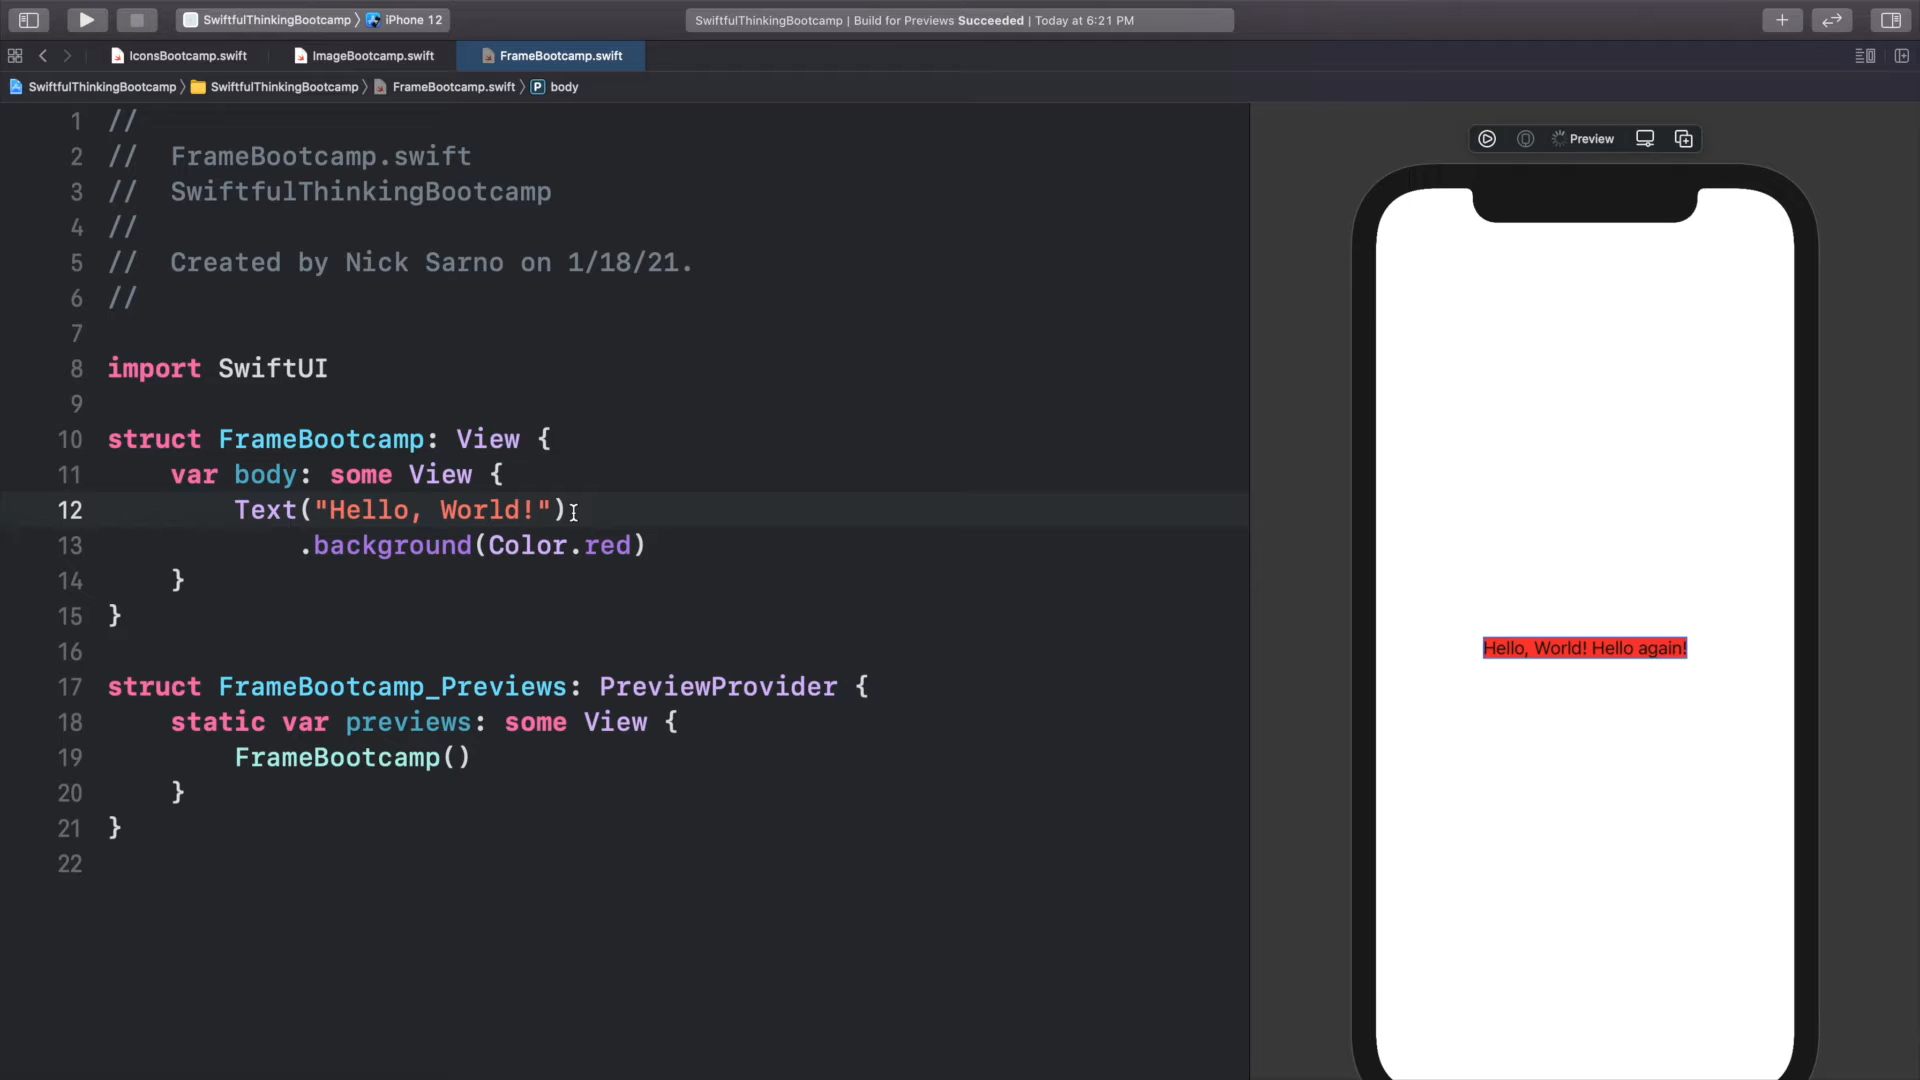 SwiftfulThinkingBootcamp 〉 iPhone 12
SwiftfulThinkingBootcamp | Build for Previews Succeeded | Today at 6:21 PM
IconsBootcamp.swift
ImageBootcamp.swift
FrameBootcamp.swift
SwiftfulThinkingBootcamp 〉 SwiftfulThinkingBootcamp 〉 FrameBootcamp.swift 〉 P body
1 //
2 //  FrameBootcamp.swift
3 //  SwiftfulThinkingBootcamp
4 //
5 //  Created by Nick Sarno on 1/18/21.
6 //
7
8 import SwiftUI
9
10 struct FrameBootcamp: View {
11     var body: some View {
12         Text("Hello, World!")
13             .background(Color.red)
14     }
15 }
16
17 struct FrameBootcamp_Previews: PreviewProvider {
18     static var previews: some View {
19         FrameBootcamp()
20     }
21 }
22
Preview
Hello, World! Hello again!